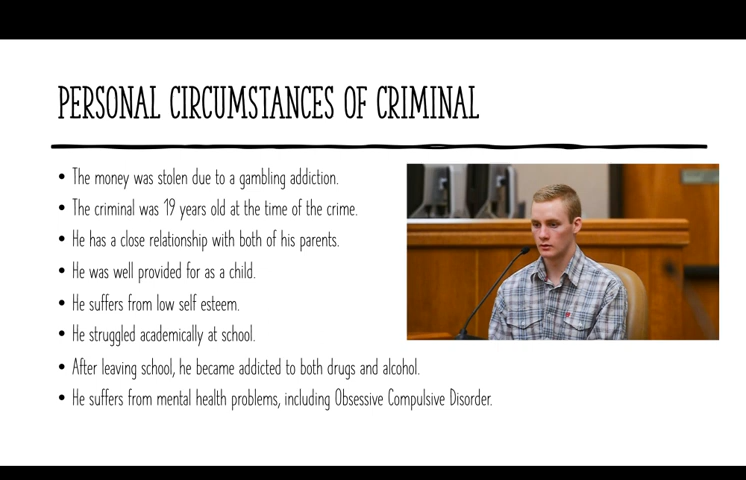 PERSONAL CIRCUMSTANCES OF CRIMINAL
• The money was stolen due to a gambling addiction.
• The criminal was 19 years old at the time of the crime.
• He has a close relationship with both of his parents.
• He was well provided for as a child.
• He suffers from low self esteem.
• He struggled academically at school.
• After leaving school, he became addicted to both drugs and alcohol.
• He suffers from mental health problems, including Obsessive Compulsive Disorder.